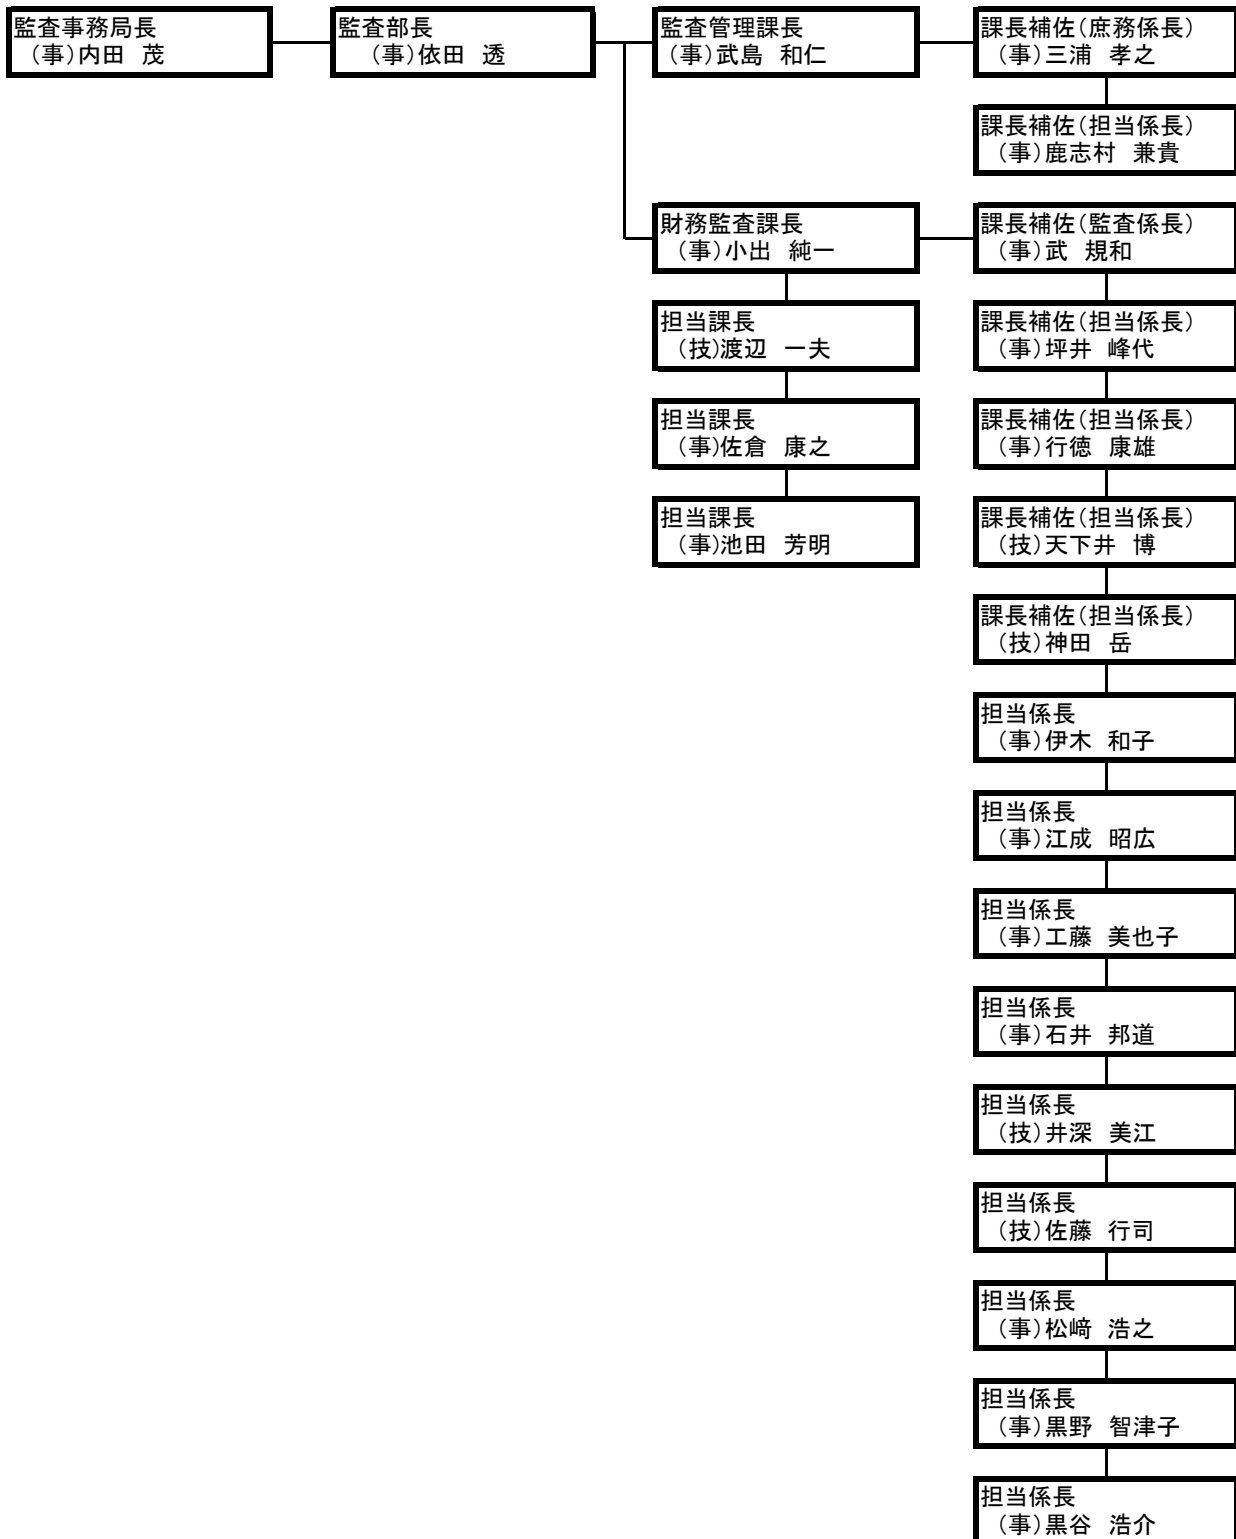 監査事務局長
（事）内田　茂
監査部長
（事）依田　透
監査管理課長
（事）武島　和仁
課長補佐（庶務係長）
（事）三浦　孝之
課長補佐（担当係長）
（事）鹿志村　兼貴
財務監査課長
（事）小出　純一
課長補佐（監査係長）
（事）武　規和
担当課長
（技）渡辺　一夫
課長補佐（担当係長）
（事）坪井　峰代
担当課長
（事）佐倉　康之
課長補佐（担当係長）
（事）行徳　康雄
担当課長
（事）池田　芳明
課長補佐（担当係長）
（技）天下井　博
課長補佐（担当係長）
（技）神田　岳
担当係長
（事）伊木　和子
担当係長
（事）江成　昭広
担当係長
（事）工藤　美也子
担当係長
（事）石井　邦道
担当係長
（技）井深　美江
担当係長
（技）佐藤　行司
担当係長
（事）松﨑　浩之
担当係長
（事）黒野　智津子
担当係長
（事）黒谷　浩介